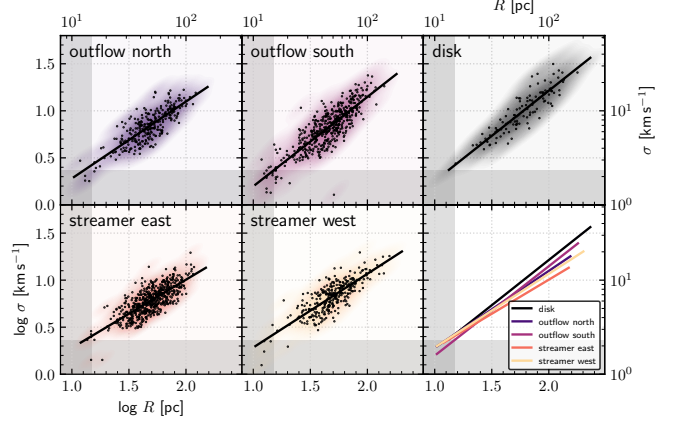 R [pc]
10¹ 10² 10¹ 10² 10¹ 10²
outflow north outflow south disk
1.5
1.0
0.5
0.0
10¹
10⁰
σ [km s⁻¹]
streamer east streamer west
log σ [km s⁻¹]
1.5
1.0
0.5
0.0
10¹
10⁰
disk
outflow north
outflow south
streamer east
streamer west
1.0 1.5 2.0 1.0 1.5 2.0 1.0 1.5 2.0
log R [pc]